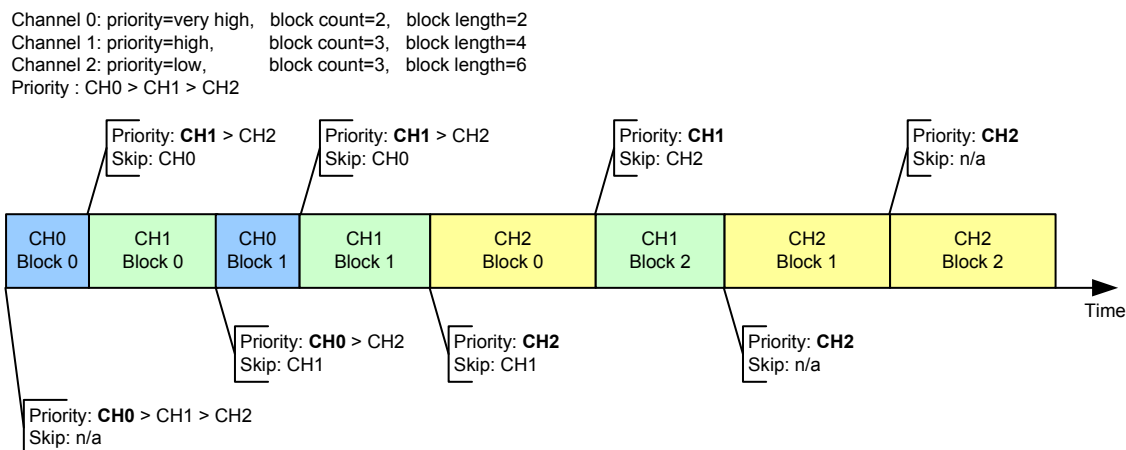 Channel 0: priority=very high, block count=2, block length=2
Channel 1: priority=high, block count=3, block length=4
Channel 2: priority=low, block count=3, block length=6
Priority : CH0 > CH1 > CH2
Priority: CH1 > CH2
Skip: CH0
Priority: CH1 > CH2
Skip: CH0
Priority: CH1
Skip: CH2
Priority: CH2
Skip: n/a
CH0
Block 0
CH1
Block 0
CH0
Block 1
CH1
Block 1
CH2
Block 0
CH1
Block 2
CH2
Block 1
CH2
Block 2
Time
Priority: CH0 > CH2
Skip: CH1
Priority: CH2
Skip: CH1
Priority: CH2
Skip: n/a
Priority: CH0 > CH1 > CH2
Skip: n/a